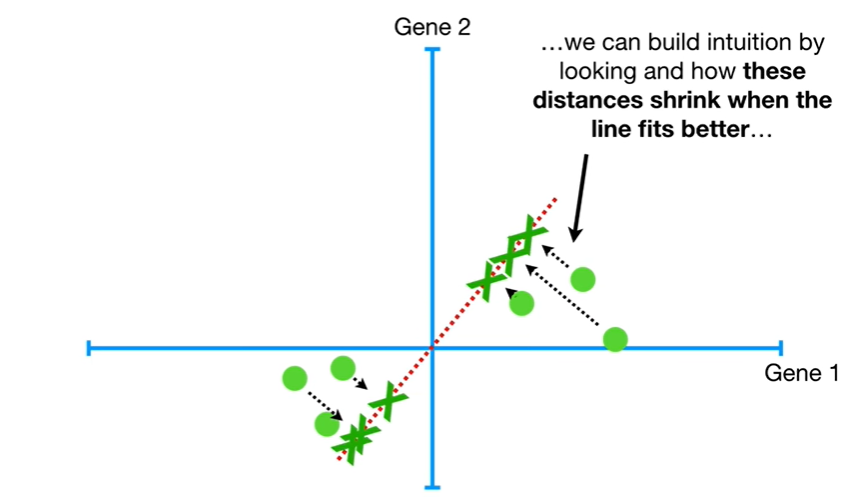 Gene 2
…we can build intuition by
looking and how these
distances shrink when the
line fits better…
Gene 1